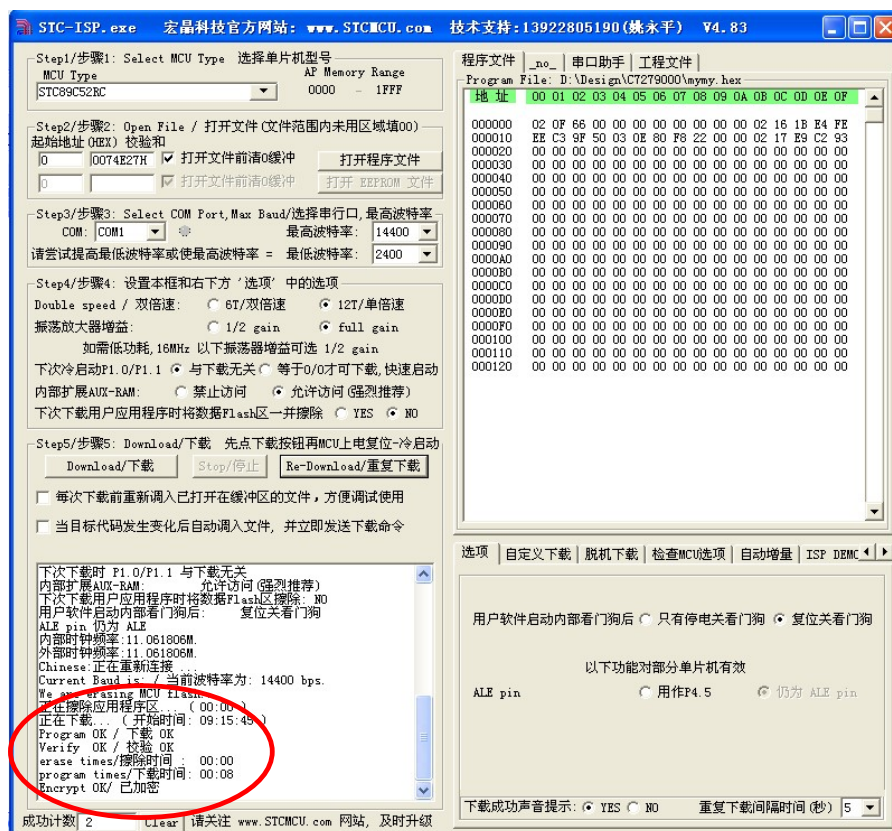 STC-ISP.exe 宏晶科技官方网站: www.STCMCU.com 技术支持:13922805190(姚永平) V4.83
Step1/步骤1: Select MCU Type 选择单片机型号
MCU Type AP Memory Range
STC89C52RC 0000 - 1FFF
Step2/步骤2: Open File / 打开文件(文件范围内未用区域填00)
起始地址(HEX) 校验和
0 0074E27H 打开文件前清0缓冲 打开程序文件
0 打开文件前清0缓冲 打开 EEPROM 文件
Step3/步骤3: Select COM Port,Max Baud/选择串行口,最高波特率
COM: COM1 最高波特率: 14400
请尝试提高最低波特率或使最高波特率 = 最低波特率: 2400
Step4/步骤4: 设置本框和右下方 '选项' 中的选项
Double speed / 双倍速: 6T/双倍速 12T/单倍速
振荡放大器增益: 1/2 gain full gain
如需低功耗,16MHz 以下振荡器增益可选 1/2 gain
下次冷启动P1.0/P1.1 与下载无关 等于0/0才可下载,快速启动
内部扩展AUX-RAM: 禁止访问 允许访问(强烈推荐)
下次下载用户应用程序时将数据Flash区一并擦除 YES NO
Step5/步骤5: Download/下载 先点下载按钮再MCU上电复位-冷启动
Download/下载 Stop/停止 Re-Download/重复下载
每次下载前重新调入已打开在缓冲区的文件,方便调试使用
当目标代码发生变化后自动调入文件, 并立即发送下载命令
下次下载时 P1.0/P1.1 与下载无关
内部扩展AUX-RAM: 允许访问(强烈推荐)
下次下载用户应用程序时将数据Flash区擦除: NO
用户软件启动内部看门狗后: 复位关看门狗
ALE pin 仍为 ALE
内部时钟频率:11.061806M.
外部时钟频率:11.061806M.
Chinese:正在重新连接 ...
Current Baud is: / 当前波特率为: 14400 bps.
We are erasing MCU flash.
正在擦除应用程序区... ( 00:00 )
正在下载... ( 开始时间: 09:15:45 )
Program OK / 下载 OK
Verify OK / 校验 OK
erase times/擦除时间 : 00:00
program times/下载时间: 00:08
Encrypt OK/ 已加密
成功计数 2 Clear 请关注 www.STCMCU.com 网站, 及时升级
程序文件 _no_ 串口助手 工程文件
Program File: D:\Design\C7279000\mymy.hex
地 址 00 01 02 03 04 05 06 07 08 09 0A 0B 0C 0D 0E 0F
000000 02 0F 66 00 00 00 00 00 00 00 00 02 16 1B E4 FE
000010 EE C3 9F 50 03 0E 80 F8 22 00 00 02 17 E9 C2 93
000020 00 00 00 00 00 00 00 00 00 00 00 00 00 00 00 00
000030 00 00 00 00 00 00 00 00 00 00 00 00 00 00 00 00
000040 00 00 00 00 00 00 00 00 00 00 00 00 00 00 00 00
000050 00 00 00 00 00 00 00 00 00 00 00 00 00 00 00 00
000060 00 00 00 00 00 00 00 00 00 00 00 00 00 00 00 00
000070 00 00 00 00 00 00 00 00 00 00 00 00 00 00 00 00
000080 00 00 00 00 00 00 00 00 00 00 00 00 00 00 00 00
000090 00 00 00 00 00 00 00 00 00 00 00 00 00 00 00 00
0000A0 00 00 00 00 00 00 00 00 00 00 00 00 00 00 00 00
0000B0 00 00 00 00 00 00 00 00 00 00 00 00 00 00 00 00
0000C0 00 00 00 00 00 00 00 00 00 00 00 00 00 00 00 00
0000D0 00 00 00 00 00 00 00 00 00 00 00 00 00 00 00 00
0000E0 00 00 00 00 00 00 00 00 00 00 00 00 00 00 00 00
0000F0 00 00 00 00 00 00 00 00 00 00 00 00 00 00 00 00
000100 00 00 00 00 00 00 00 00 00 00 00 00 00 00 00 00
000110 00 00 00 00 00 00 00 00 00 00 00 00 00 00 00 00
000120 00 00 00 00 00 00 00 00 00 00 00 00 00 00 00 00
选项 自定义下载 脱机下载 检查MCU选项 自动增量 ISP DEMO
用户软件启动内部看门狗后 只有停电关看门狗 复位关看门狗
以下功能对部分单片机有效
ALE pin 用作P4.5 仍为 ALE pin
下载成功声音提示: YES NO 重复下载间隔时间(秒) 5